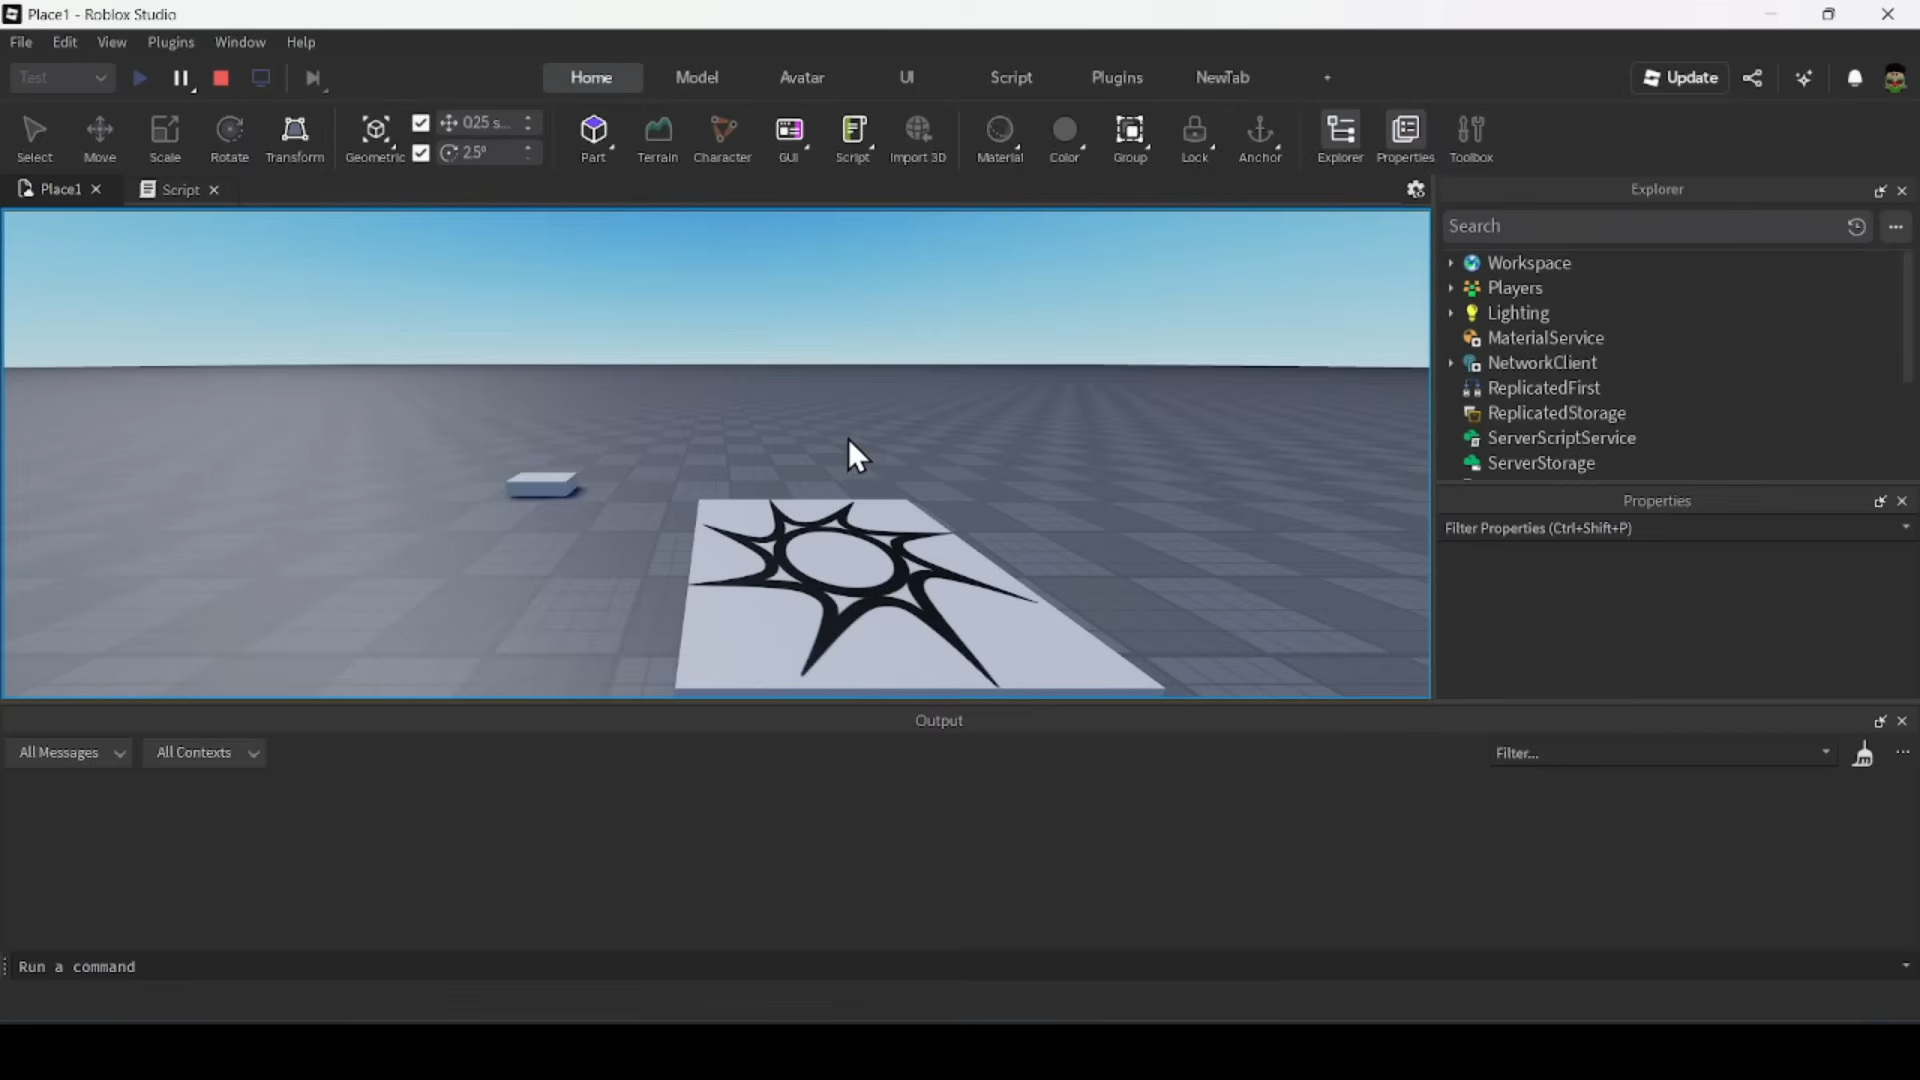 Place1 - Roblox Studio
File Edit View Plugins Window Help
Test Home Model Avatar UI Script Plugins NewTab + Update
025 s...
2.5°
Select Move Scale Rotate Transform Geometric Part Terrain Character GUI Script Import 3D Material Color Group Lock Anchor Explorer Properties Toolbox
Place1 Script
Explorer
Search
Workspace
Players
Lighting
MaterialService
NetworkClient
ReplicatedFirst
ReplicatedStorage
ServerScriptService
ServerStorage
Properties
Filter Properties (Ctrl+Shift+P)
Output
All Messages All Contexts Filter...
Run a command